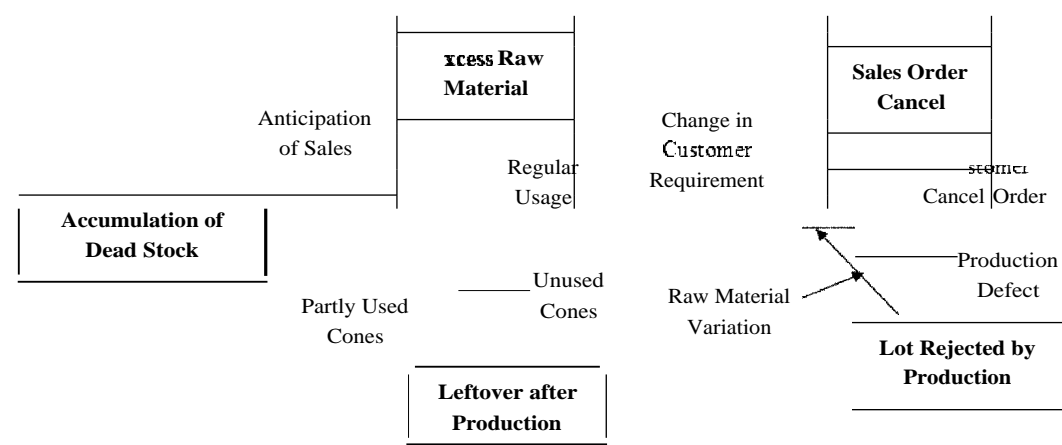 xcess Raw
Material
Sales Order
Cancel
Anticipation
of Sales
Change in
Customer
Requirement
Regular
Usage
stomer
Cancel Order
Accumulation of
Dead Stock
Partly Used
Cones
Unused
Cones
Raw Material
Variation
Production
Defect
Leftover after
Production
Lot Rejected by
Production